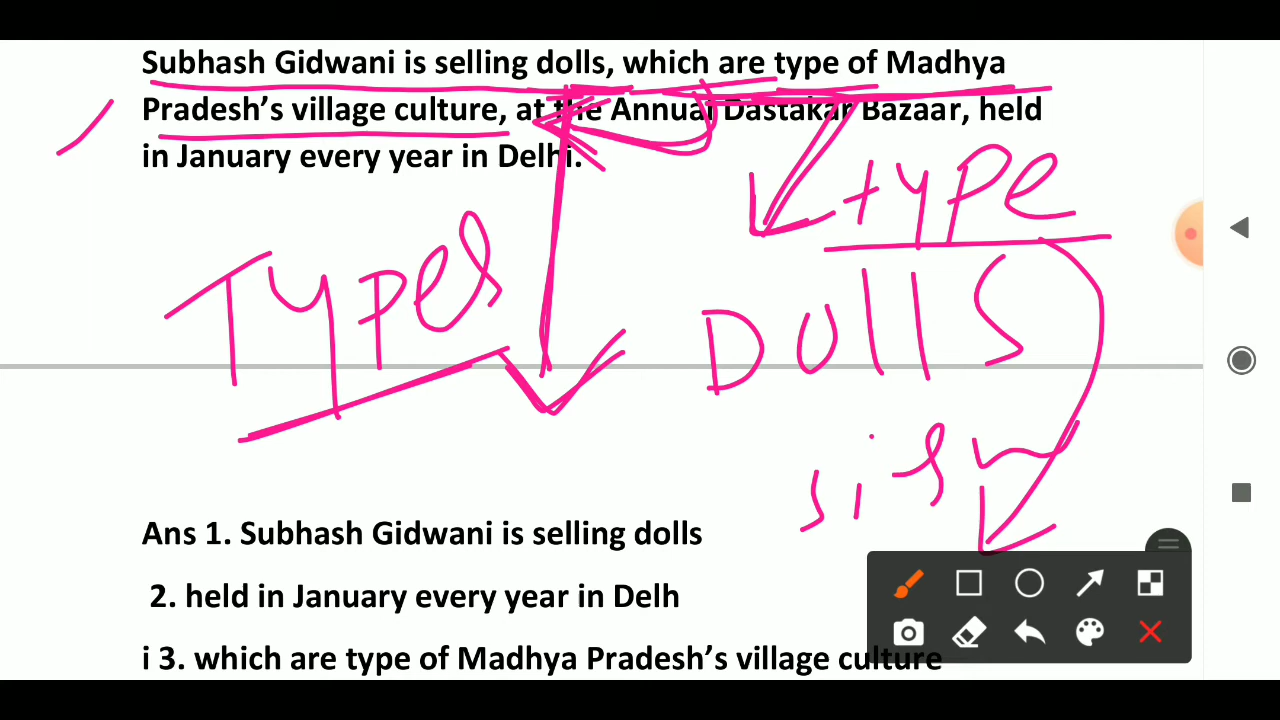 Subhash Gidwani is selling dolls, which are type of Madhya
Pradesh's village culture, at the Annual Dastakar Bazaar, held
in January every year in Delhi.
type
Types
Dolls
Ans 1. Subhash Gidwani is selling dolls
2. held in January every year in Delh
i 3. which are type of Madhya Pradesh's village culture